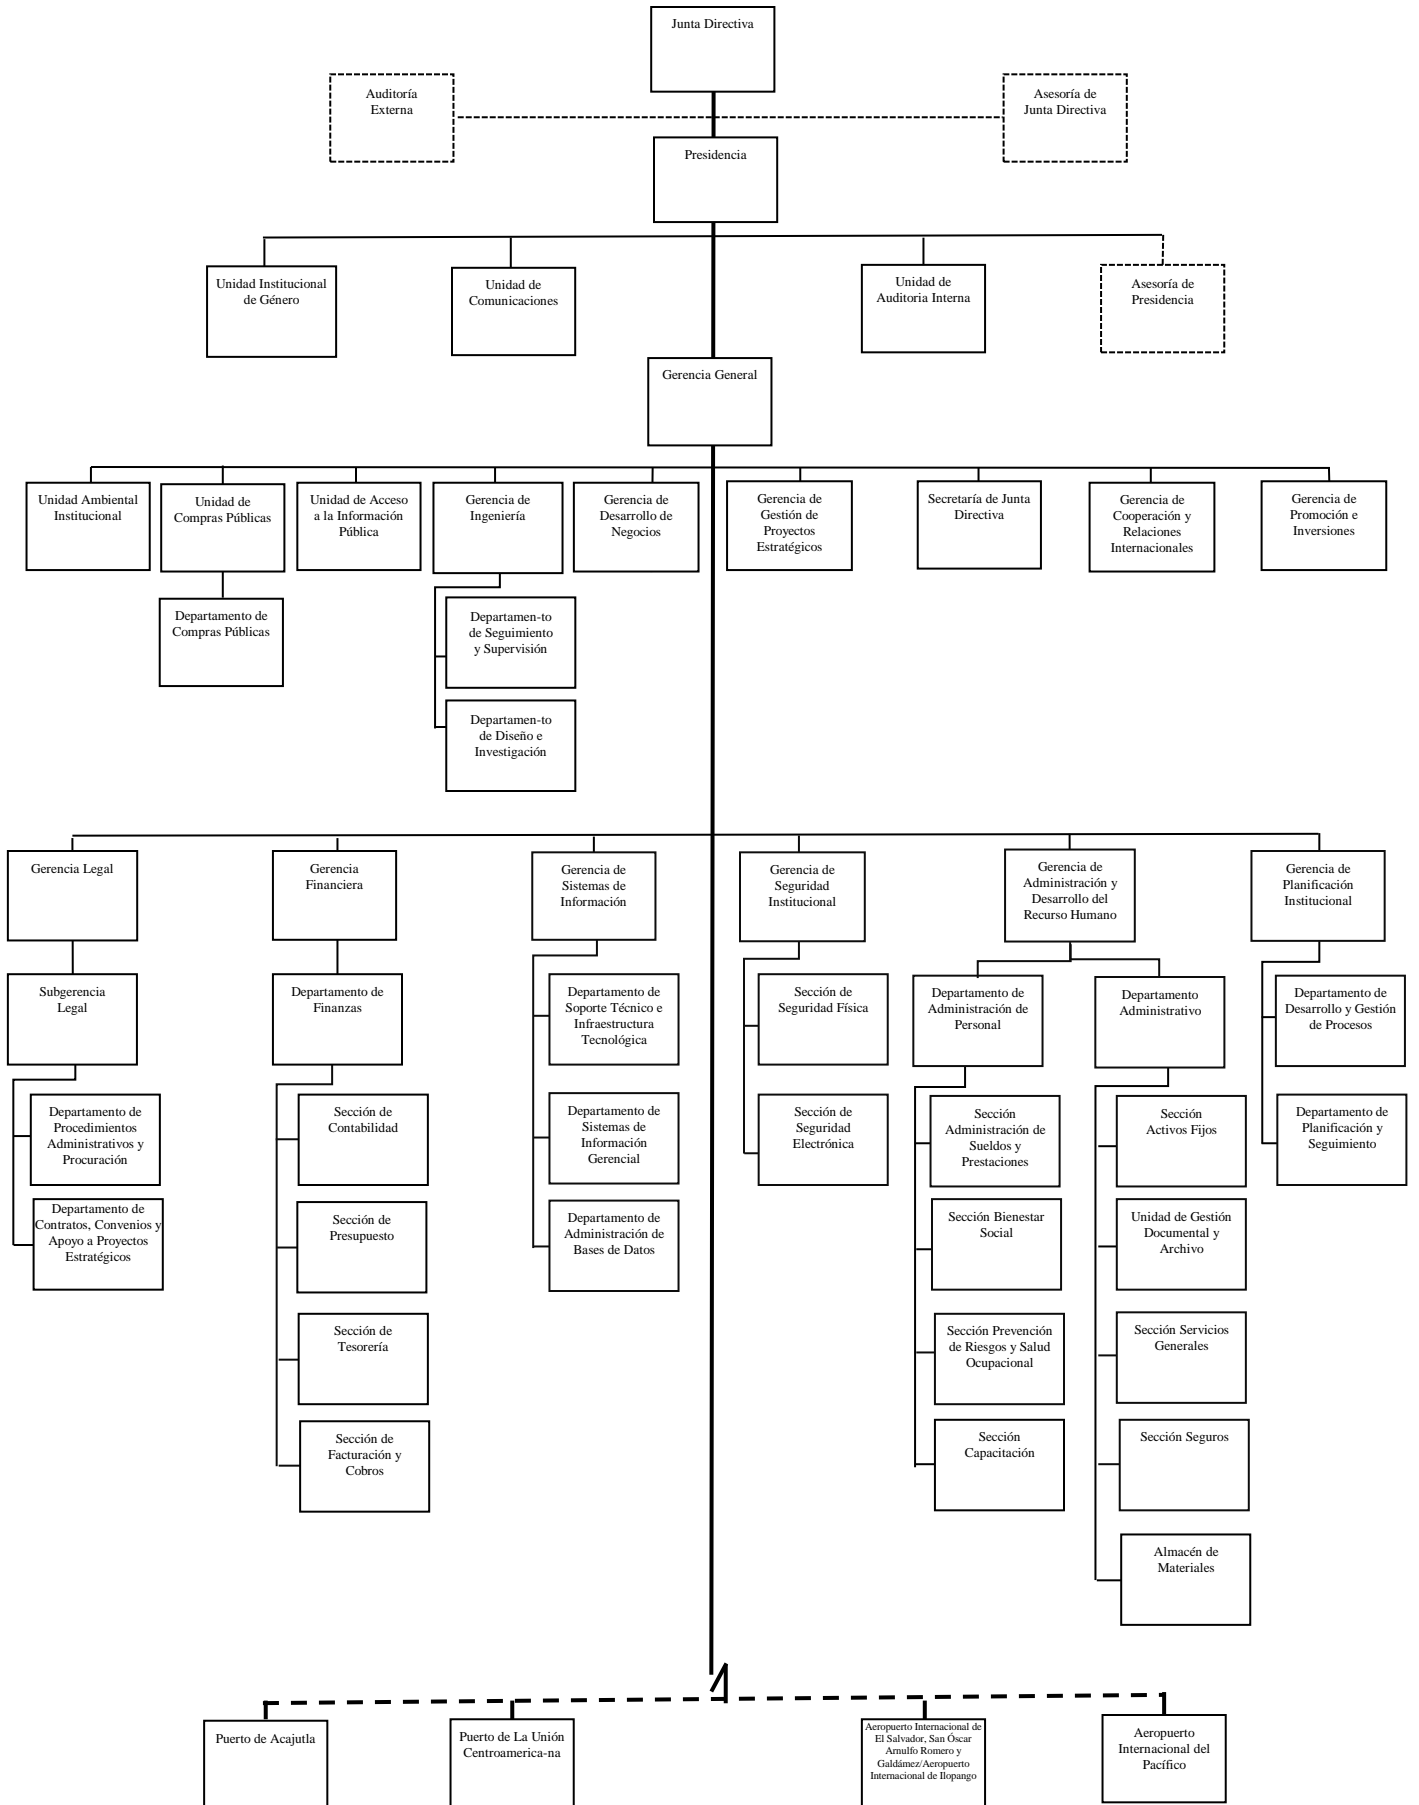 Junta Directiva
Auditoría
Externa
Asesoría de
Junta Directiva
Presidencia
Unidad Institucional
de Género
Unidad de
Comunicaciones
Unidad de
Auditoria Interna
Asesoría de
Presidencia
Gerencia General
Unidad Ambiental
Institucional
Unidad de
Compras Públicas
Unidad de Acceso
a la Información
Pública
Gerencia de
Ingeniería
Gerencia de
Desarrollo de
Negocios
Gerencia de
Gestión de
Proyectos
Estratégicos
Secretaría de Junta
Directiva
Gerencia de
Cooperación y
Relaciones
Internacionales
Gerencia de
Promoción e
Inversiones
Departamento de
Compras Públicas
Departamen-to
de Seguimiento
y Supervisión
Departamen-to
de Diseño e
Investigación
Gerencia Legal
Gerencia
Financiera
Gerencia de
Sistemas de
Información
Gerencia de
Seguridad
Institucional
Gerencia de
Administración y
Desarrollo del
Recurso Humano
Gerencia de
Planificación
Institucional
Subgerencia
Legal
Departamento de
Finanzas
Departamento de
Soporte Técnico e
Infraestructura
Tecnológica
Sección de
Seguridad Física
Departamento de
Administración de
Personal
Departamento
Administrativo
Departamento de
Desarrollo y Gestión
de Procesos
Departamento de
Procedimientos
Administrativos y
Procuración
Sección de
Contabilidad
Departamento de
Sistemas de
Información
Gerencial
Sección de
Seguridad
Electrónica
Sección
Administración de
Sueldos y
Prestaciones
Sección
Activos Fijos
Departamento de
Planificación y
Seguimiento
Departamento de
Contratos, Convenios y
Apoyo a Proyectos
Estratégicos
Sección de
Presupuesto
Departamento de
Administración de
Bases de Datos
Sección Bienestar
Social
Unidad de Gestión
Documental y
Archivo
Sección de
Tesorería
Sección Prevención
de Riesgos y Salud
Ocupacional
Sección Servicios
Generales
Sección de
Facturación y
Cobros
Sección
Capacitación
Sección Seguros
Almacén de
Materiales
Puerto de Acajutla
Puerto de La Unión
Centroamerica-na
Aeropuerto Internacional de
El Salvador, San Óscar
Arnulfo Romero y
Galdámez/Aeropuerto
Internacional de Ilopango
Aeropuerto
Internacional del
Pacífico